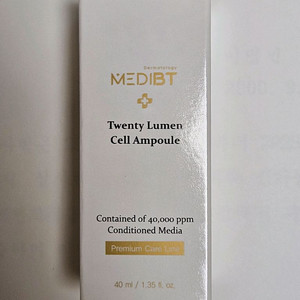 Dermatology
MEDIBT
Twenty Lumen
Cell Ampoule
Contained of 40,000 ppm
Conditioned Media
Premium Care Line
40 ml / 1.35 fl. oz.